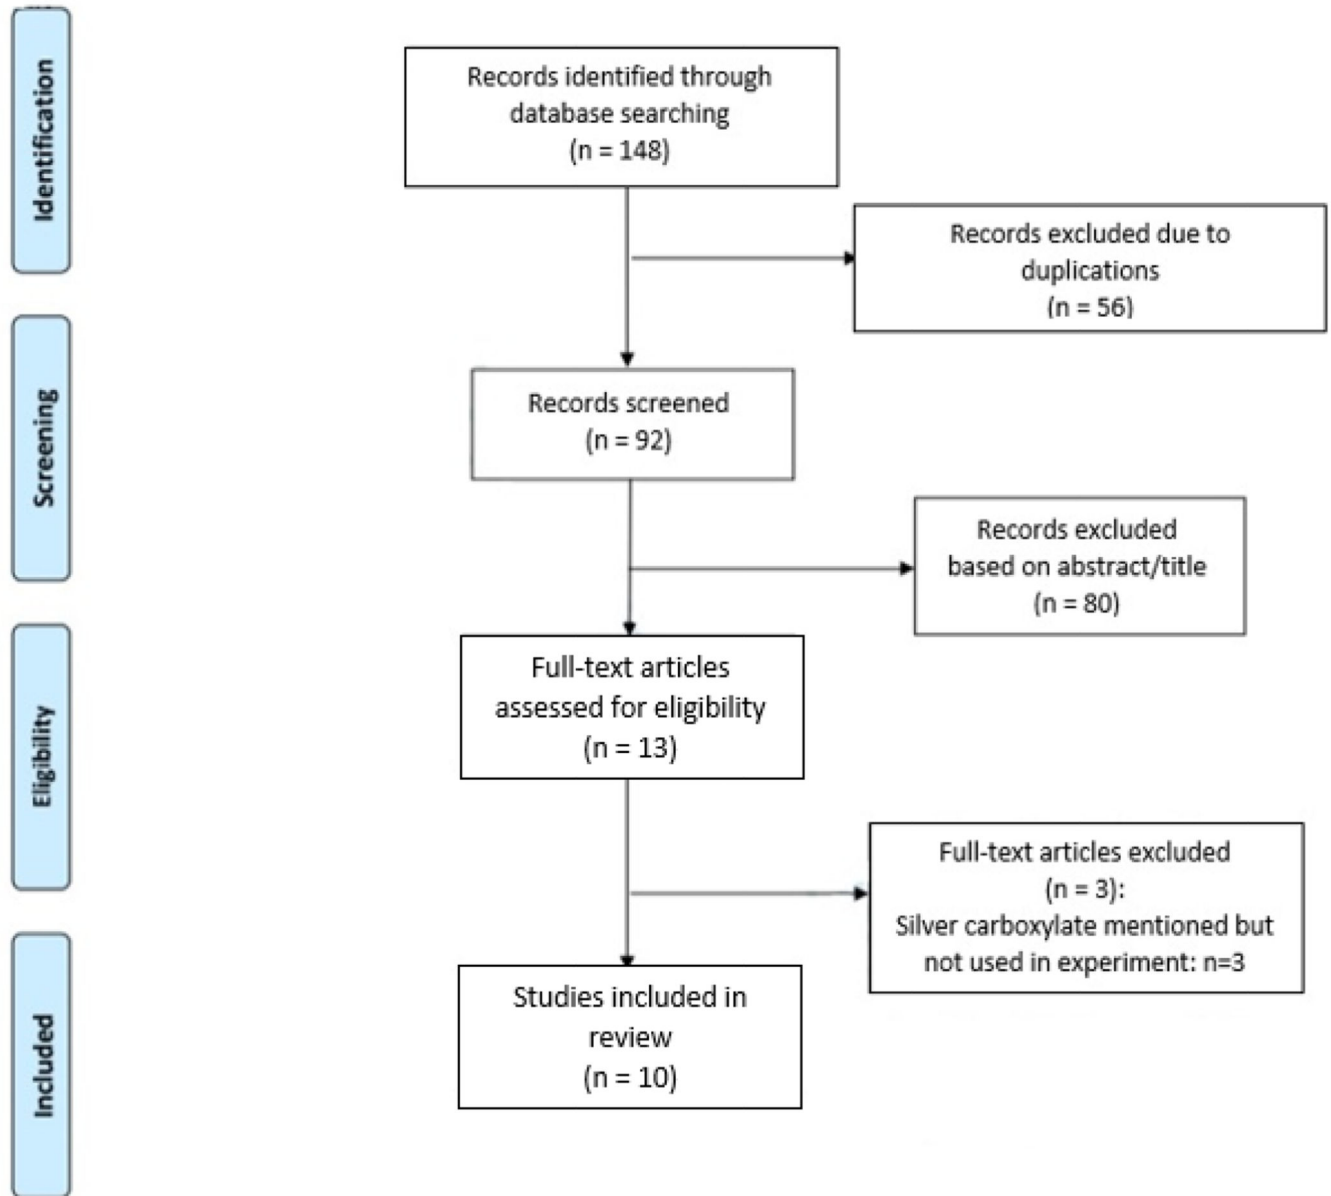 Identification
Records identified through
database searching
(n = 148)
Records excluded due to
duplications
(n = 56)
Screening
Records screened
(n = 92)
Records excluded
based on abstract/title
(n = 80)
Eligibility
Full-text articles
assessed for eligibility
(n = 13)
Full-text articles excluded
(n = 3):
Silver carboxylate mentioned but
not used in experiment: n=3
Included
Studies included in
review
(n = 10)